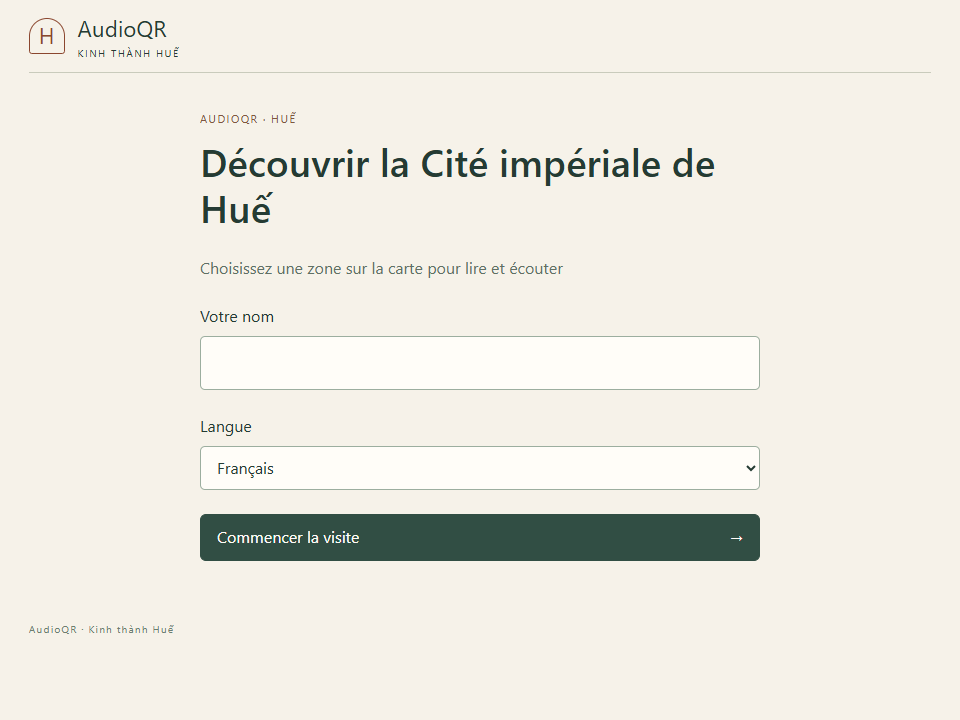 H
AudioQR
KINH THÀNH HUẾ
AUDIOQR · HUẾ
Découvrir la Cité impériale de
Huế
Choisissez une zone sur la carte pour lire et écouter
Votre nom
Langue
Français
Commencer la visite →
AudioQR · Kinh thành Huế